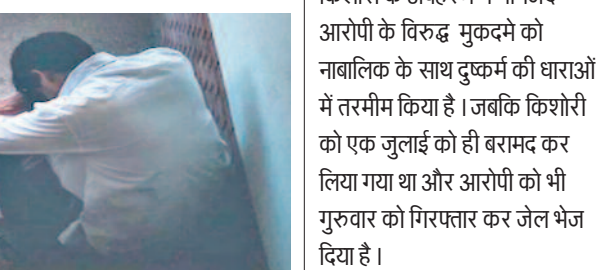 आरोपी के विरुद्ध मुकदमे को
नाबालिक के साथ दुष्कर्म की धाराओं
में तरमीम किया है । जबकि किशोरी
को एक जुलाई को ही बरामद कर
लिया गया था और आरोपी को भी
गुरुवार को गिरफ्तार कर जेल भेज
दिया है ।